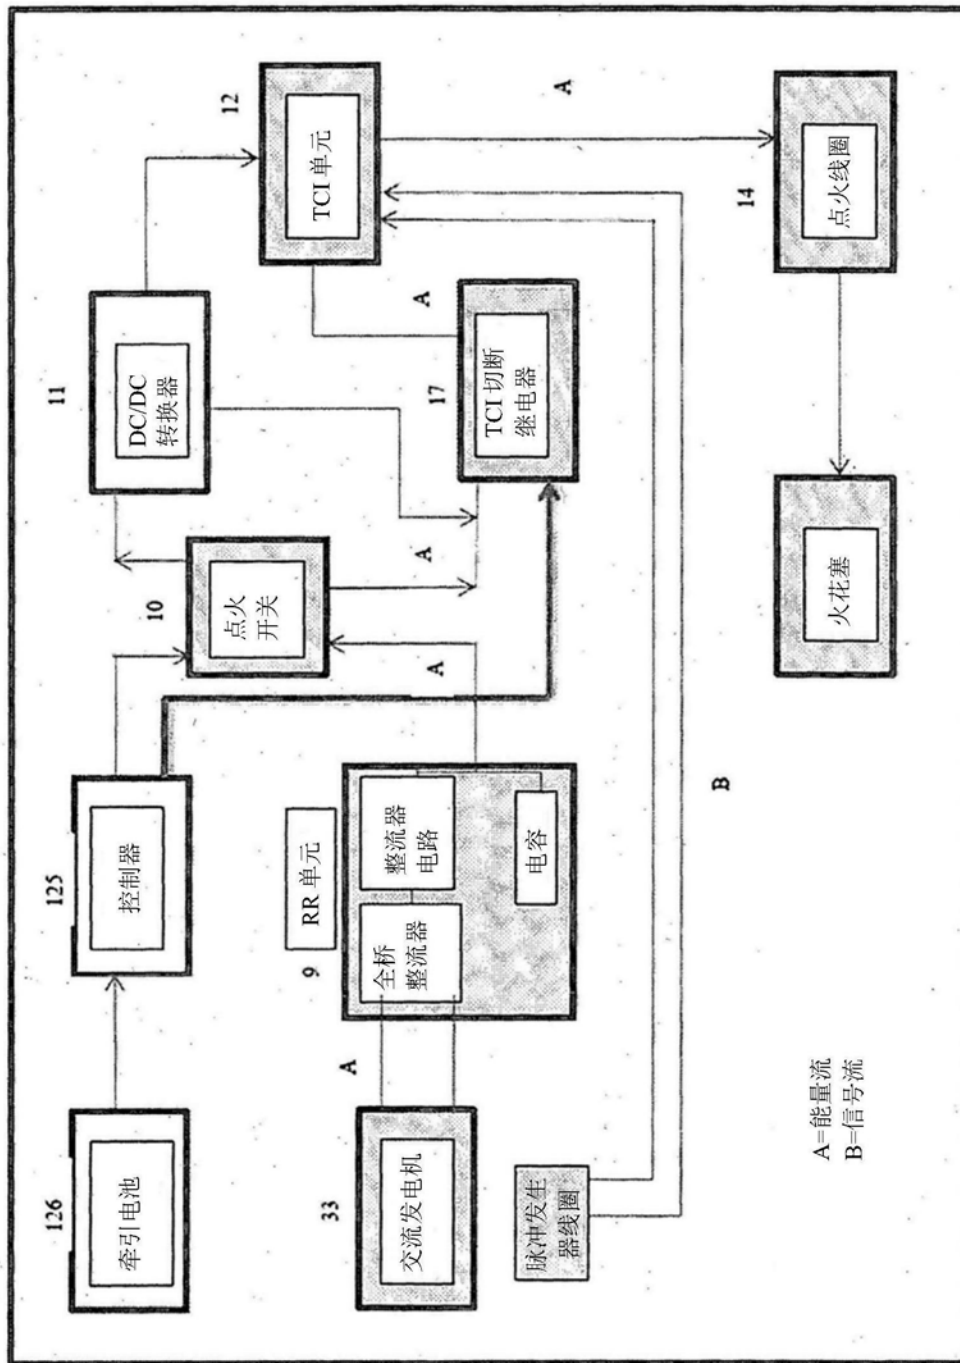 126
牵引电池
125
控制器
10
点火
开关
11
DC/DC
转换器
12
TCI 单元
33
交流发电机
A
9
RR 单元
全桥
整流器
整流器
电路
电容
A
A
17
TCI 切断
继电器
A
A
脉冲发生
器线圈
B
14
点火线圈
火花塞
A=能量流
B=信号流